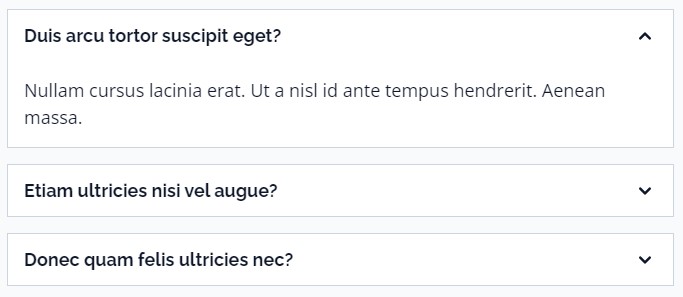 Duis arcu tortor suscipit eget?
Nullam cursus lacinia erat. Ut a nisl id ante tempus hendrerit. Aenean
massa.
Etiam ultricies nisi vel augue?
Donec quam felis ultricies nec?